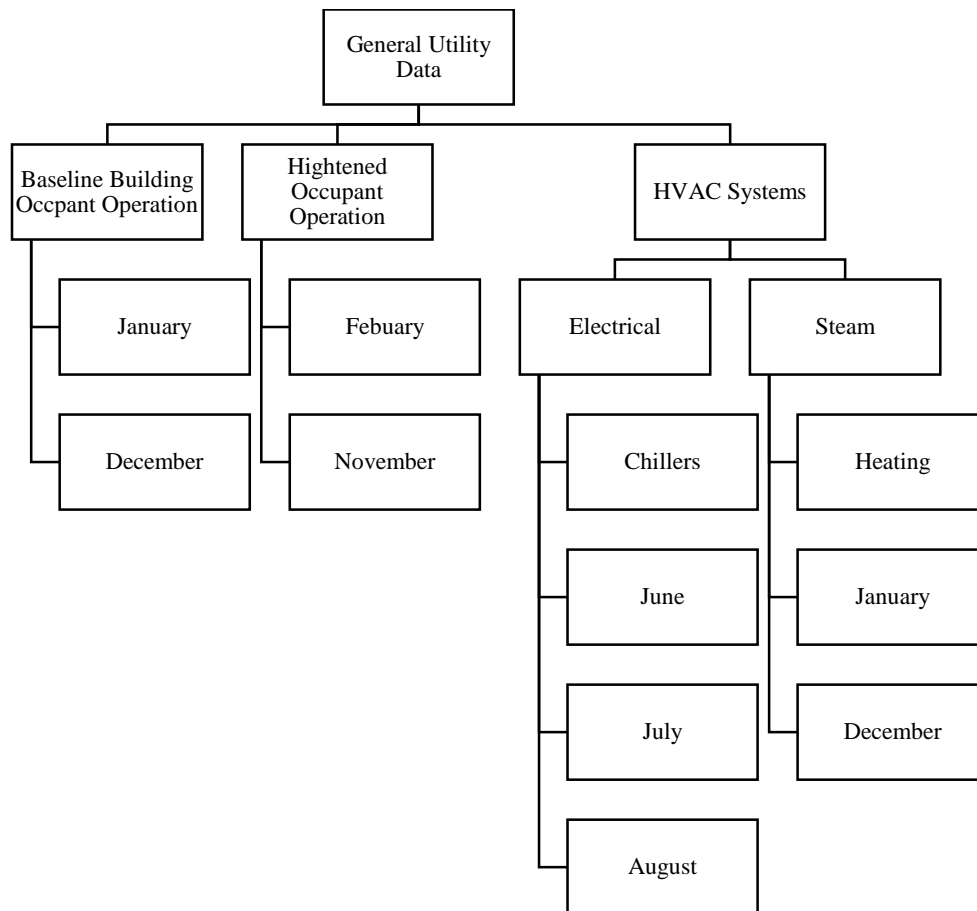 General Utility
Data
Baseline Building
Occpant Operation
Hightened
Occupant
Operation
HVAC Systems
January
Febuary
Electrical
Steam
December
November
Chillers
Heating
June
January
July
December
August